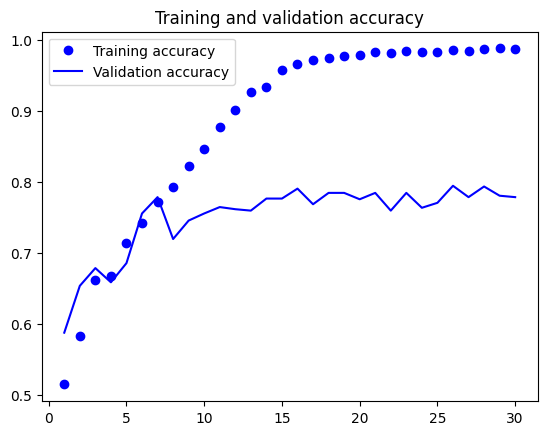 Training and validation accuracy
Training accuracy
Validation accuracy
1.0
0.9
0.8
0.7
0.6
0.5
0 5 10 15 20 25 30